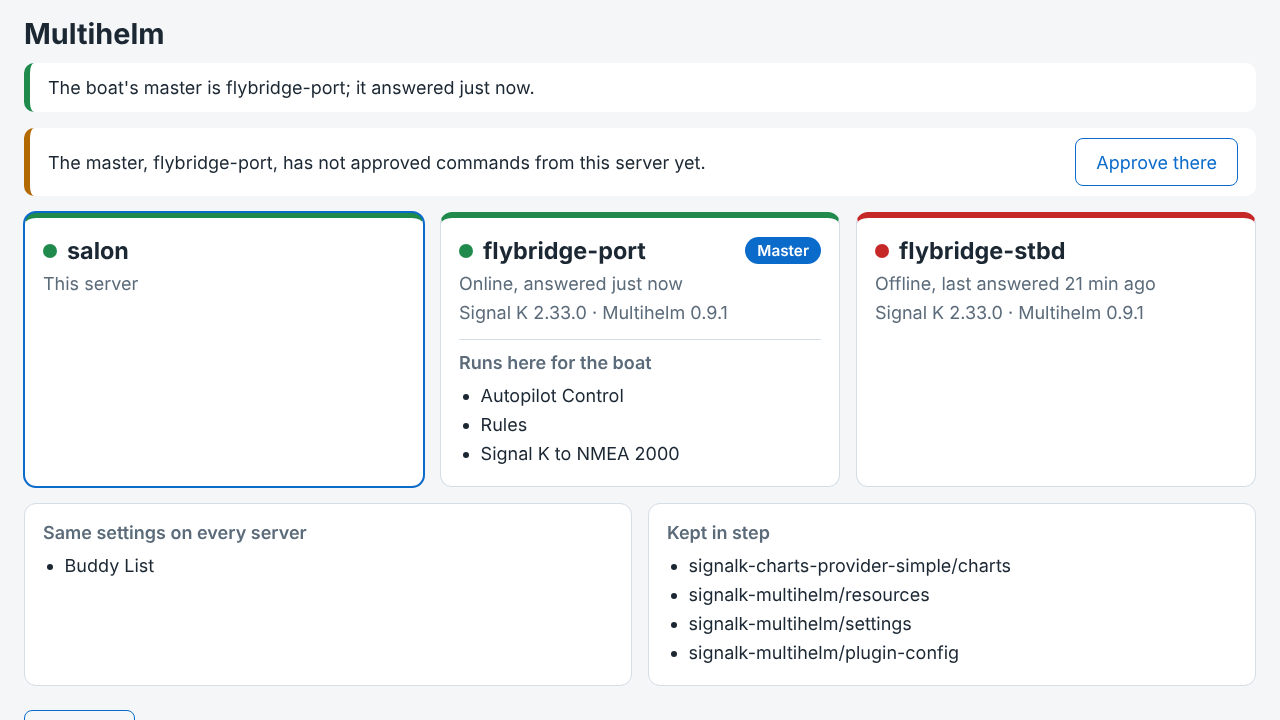 Multihelm
The boat's master is flybridge-port; it answered just now.
The master, flybridge-port, has not approved commands from this server yet.
Approve there
salon
This server
flybridge-port
Master
Online, answered just now
Signal K 2.33.0 · Multihelm 0.9.1
Runs here for the boat
Autopilot Control
Rules
Signal K to NMEA 2000
flybridge-stbd
Offline, last answered 21 min ago
Signal K 2.33.0 · Multihelm 0.9.1
Same settings on every server
Buddy List
Kept in step
signalk-charts-provider-simple/charts
signalk-multihelm/resources
signalk-multihelm/settings
signalk-multihelm/plugin-config